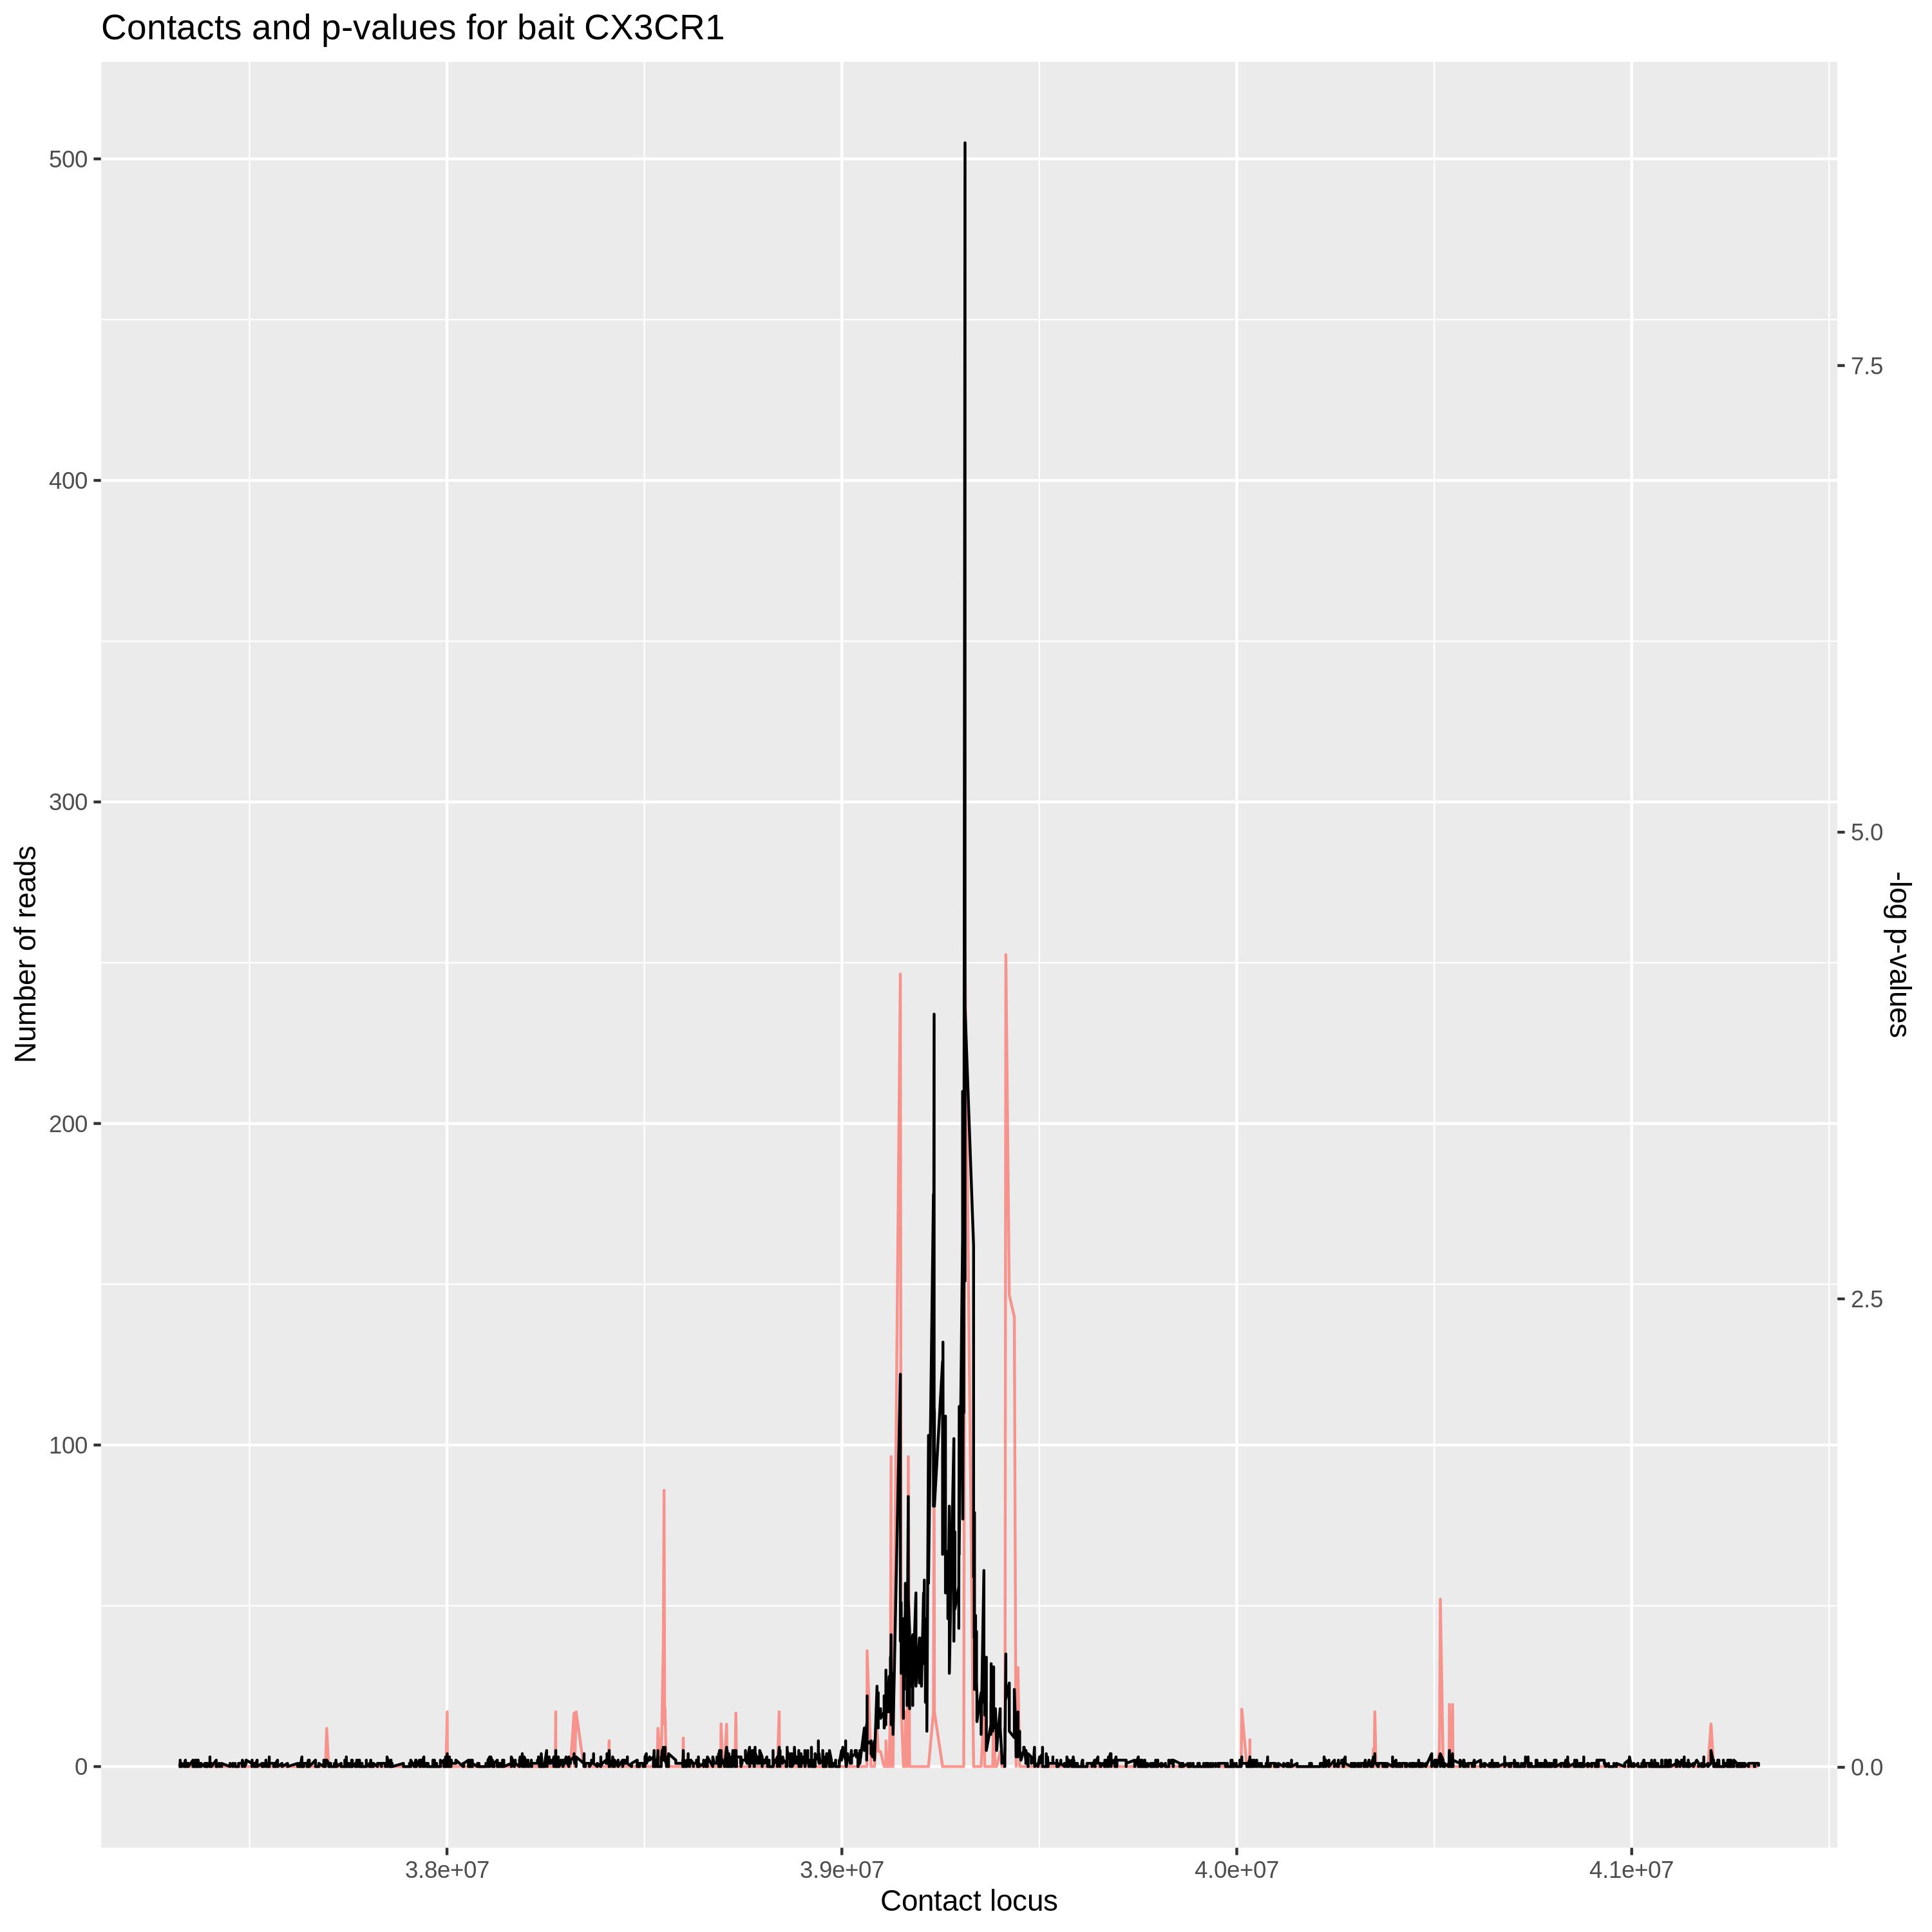 Contacts and p-values for bait CX3CR1
500
400
300
200
100
0
Number of reads
7.5
5.0
2.5
0.0
-log p-values
3.8e+07
3.9e+07
4.0e+07
4.1e+07
Contact locus